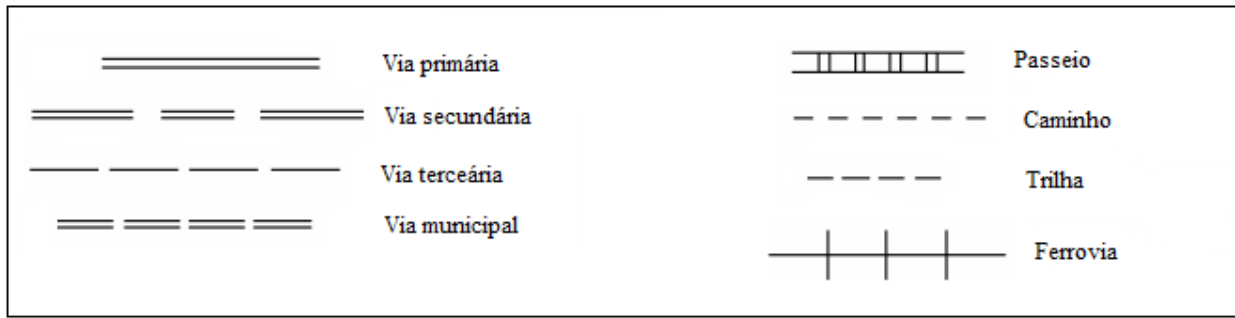 Via primária
Via secundária
Via terceária
Via municipal
Passeio
Caminho
Trilha
Ferrovia